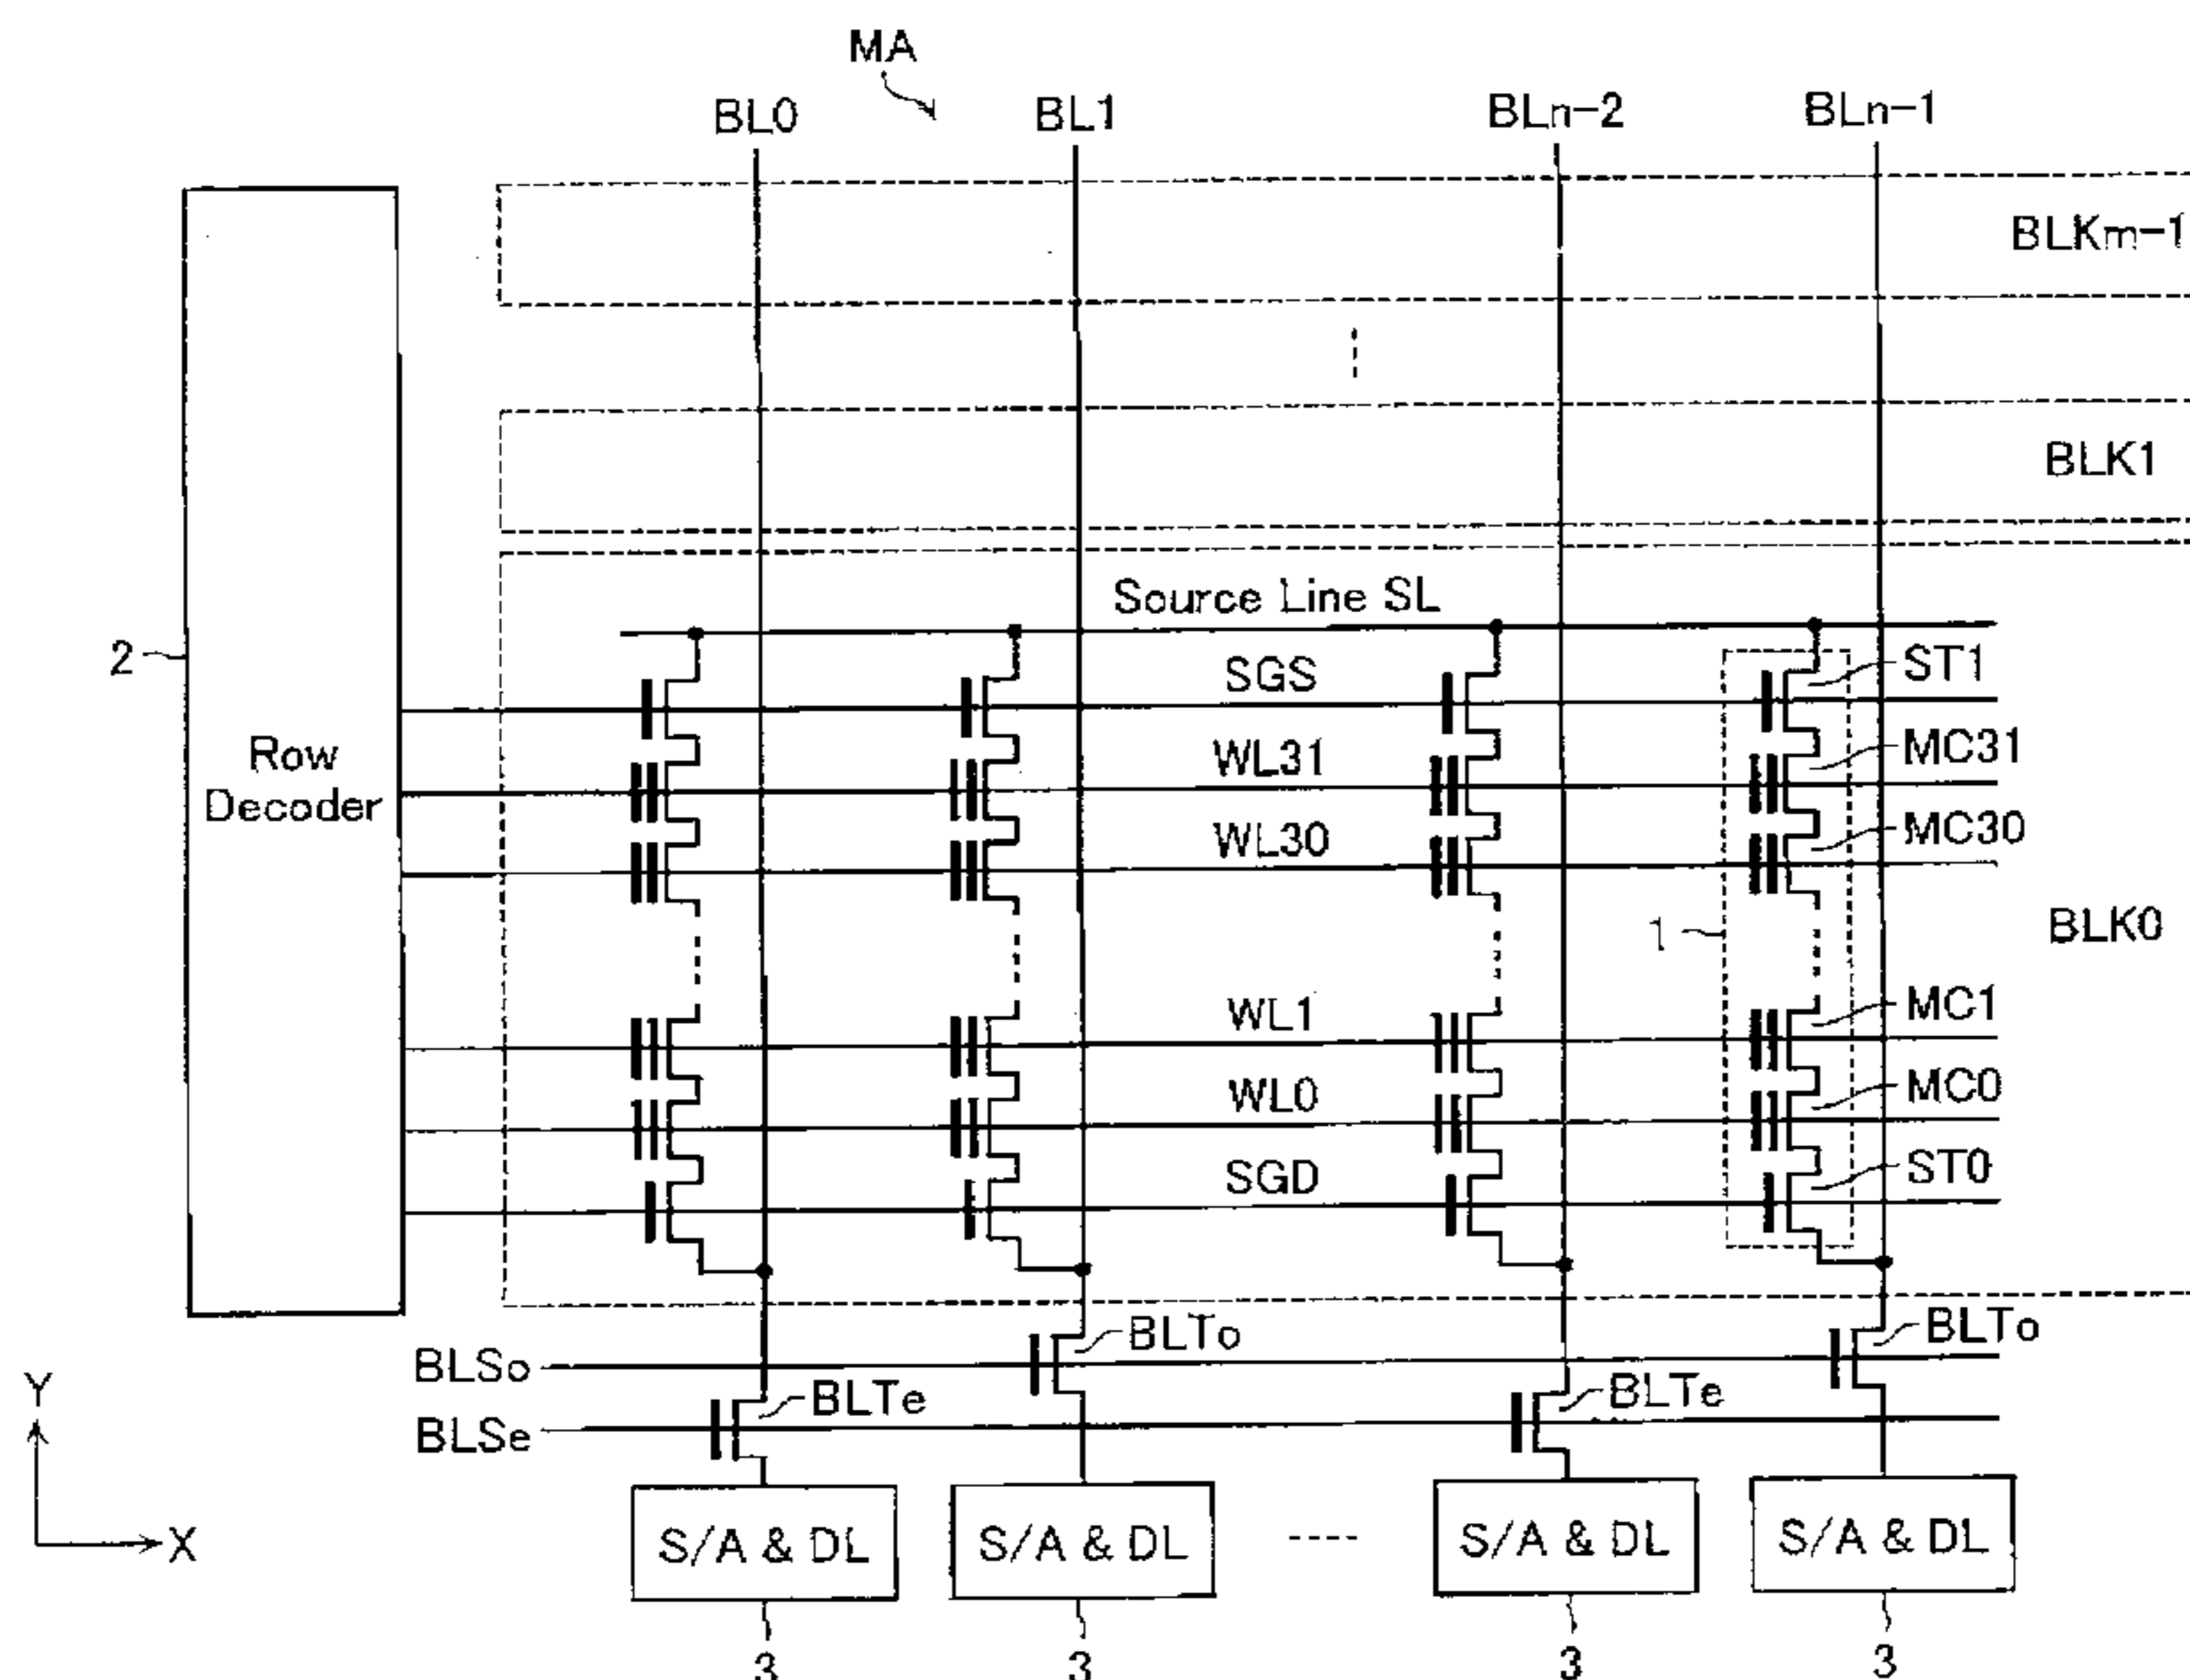 MA
BL0 BL1 BLn-2 BLn-1
BLKm-1
BLK1
Source Line SL
2
SGS ST1
Row
Decoder
WL31 MC31
WL30 MC30
1 BLK0
WL1 MC1
WL0 MC0
SGD ST0
BLSo BLTo BLTo
BLSe BLTe BLTe
Y
X
S/A & DL S/A & DL S/A & DL S/A & DL
3 3 3 3